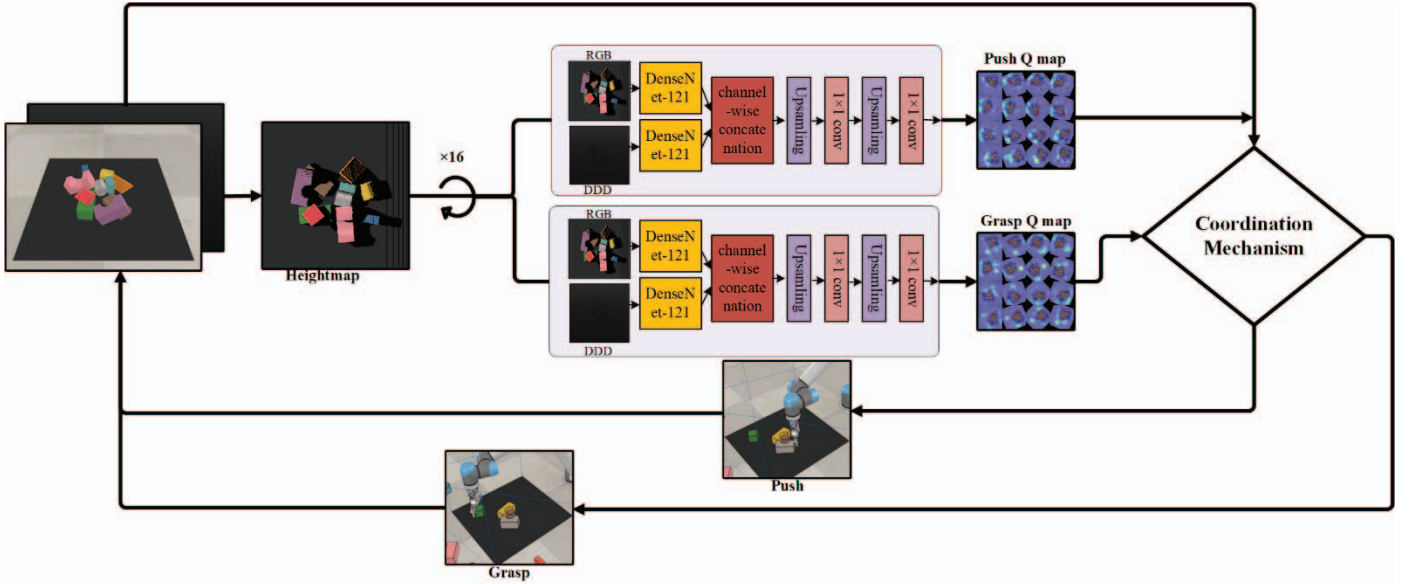 Heightmap
×16
RGB
DenseN
et-121
DenseN
et-121
DDD
channel
-wise
concate
nation
Upsamling
1×1 conv
Upsamling
1×1 conv
Push Q map
RGB
DenseN
et-121
DenseN
et-121
DDD
channel
-wise
concate
nation
Upsamling
1×1 conv
Upsamling
1×1 conv
Grasp Q map
Coordination
Mechanism
Push
Grasp